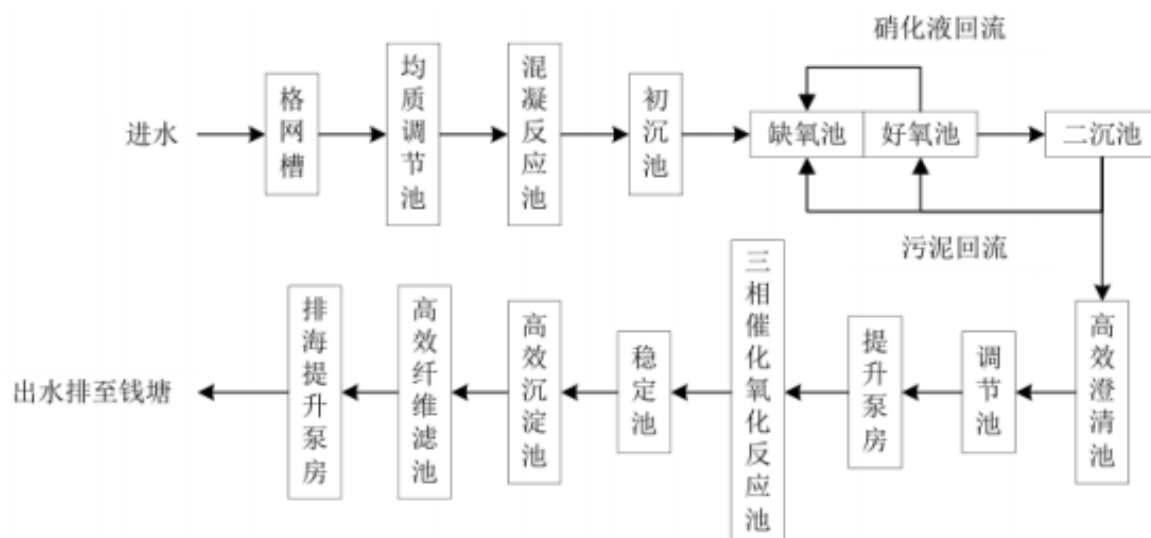 硝化液回流
进水
格网槽
均质调节池
混凝反应池
初沉池
缺氧池
好氧池
二沉池
污泥回流
出水排至钱塘
排海提升泵房
高效纤维滤池
高效沉淀池
稳定池
三相催化氧化反应池
提升泵房
调节池
高效澄清池